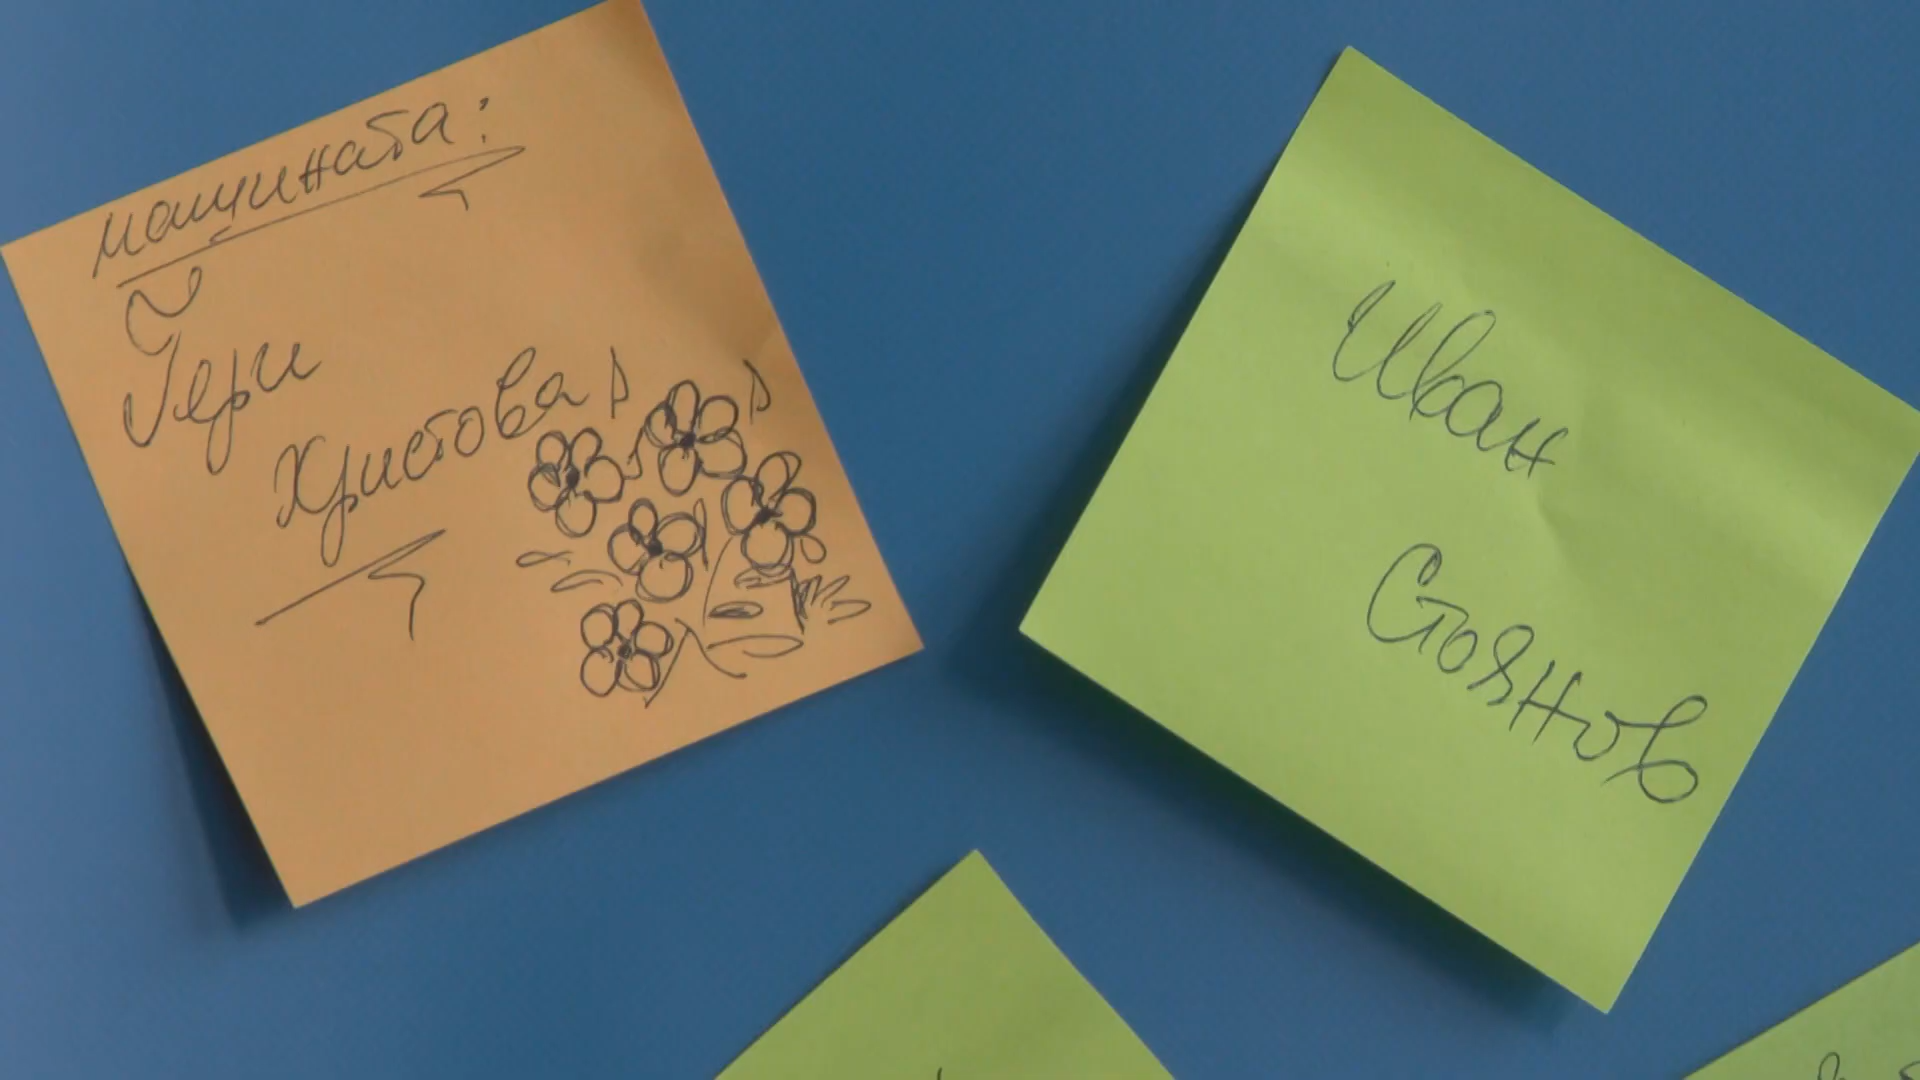 машината:
Гери
Христова
Иван
Стоянов